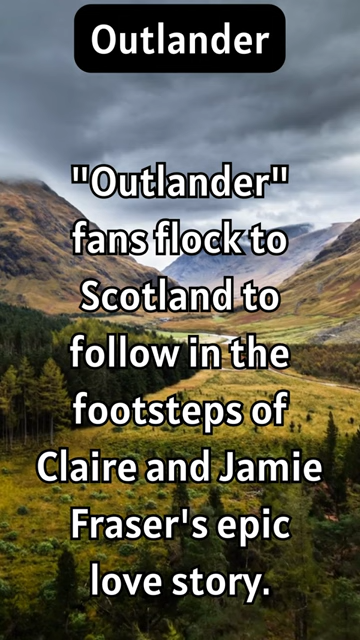 Outlander
"Outlander"
fans flock to
Scotland to
follow in the
footsteps of
Claire and Jamie
Fraser's epic
love story.